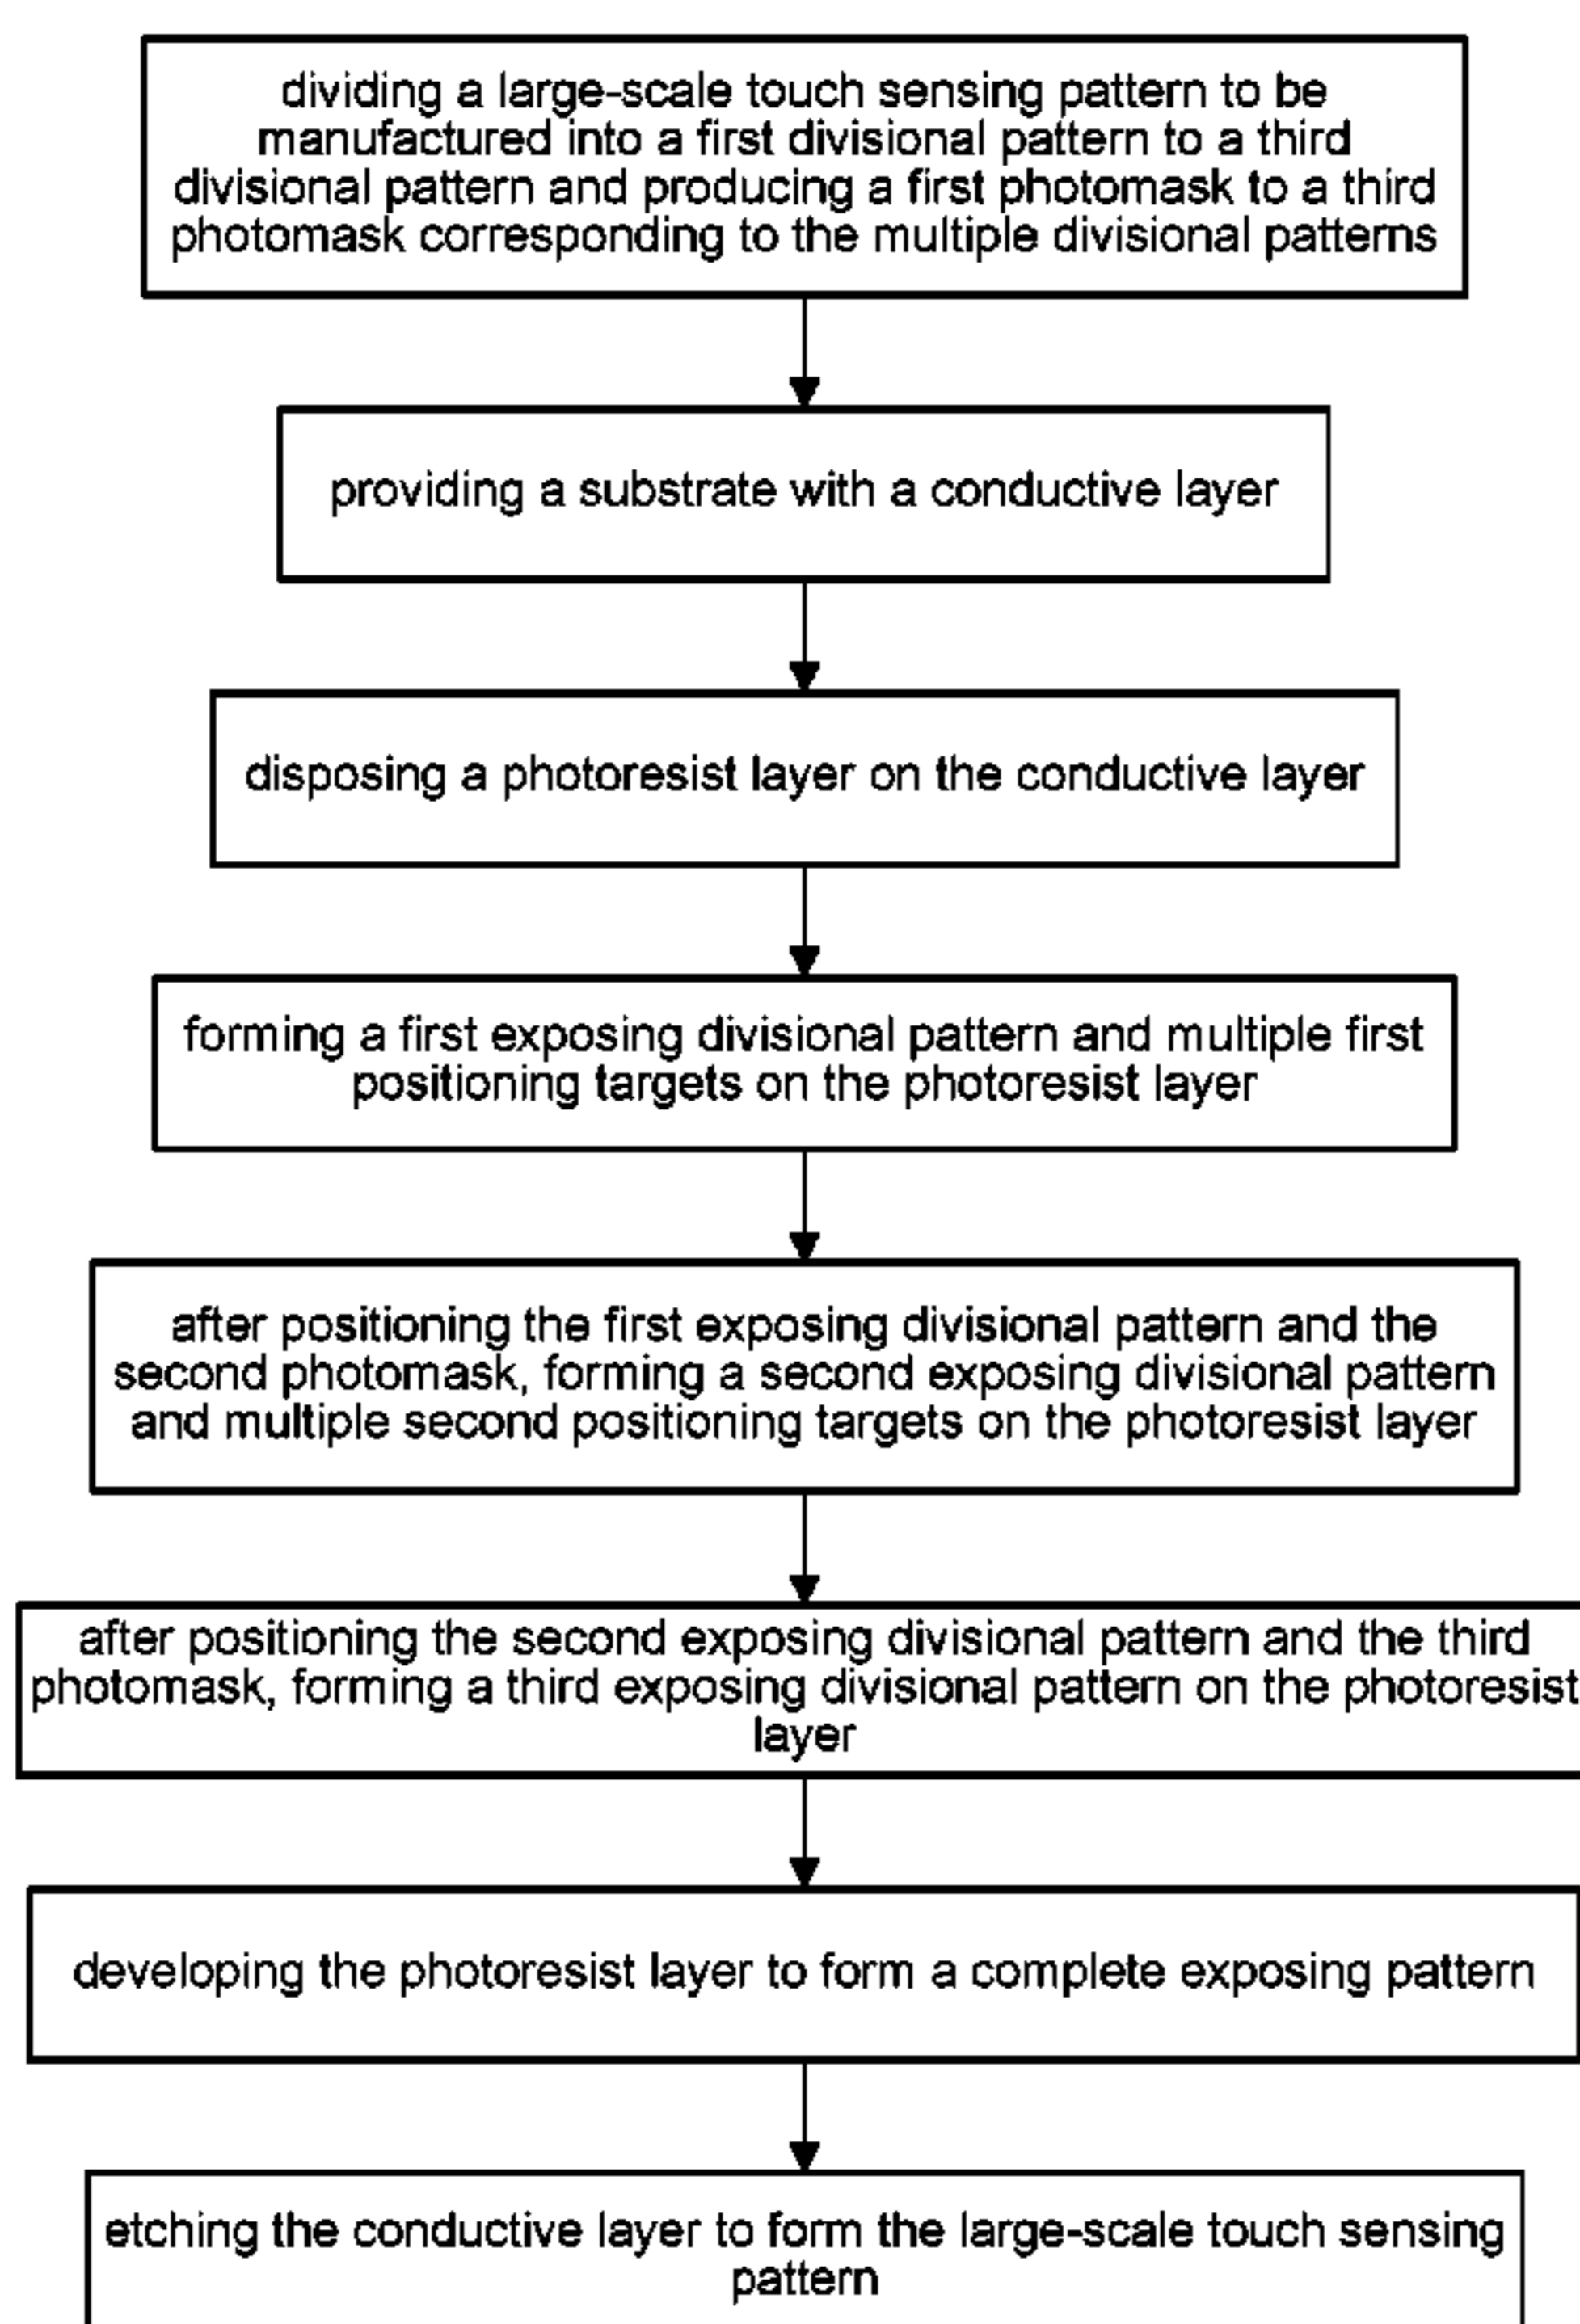 dividing a large-scale touch sensing pattern to be
manufactured into a first divisional pattern to a third
divisional pattern and producing a first photomask to a third
photomask corresponding to the multiple divisional patterns
providing a substrate with a conductive layer
disposing a photoresist layer on the conductive layer
forming a first exposing divisional pattern and multiple first
positioning targets on the photoresist layer
after positioning the first exposing divisional pattern and the
second photomask, forming a second exposing divisional pattern
and multiple second positioning targets on the photoresist layer
after positioning the second exposing divisional pattern and the third
photomask, forming a third exposing divisional pattern on the photoresist
layer
developing the photoresist layer to form a complete exposing pattern
etching the conductive layer to form the large-scale touch sensing
pattern